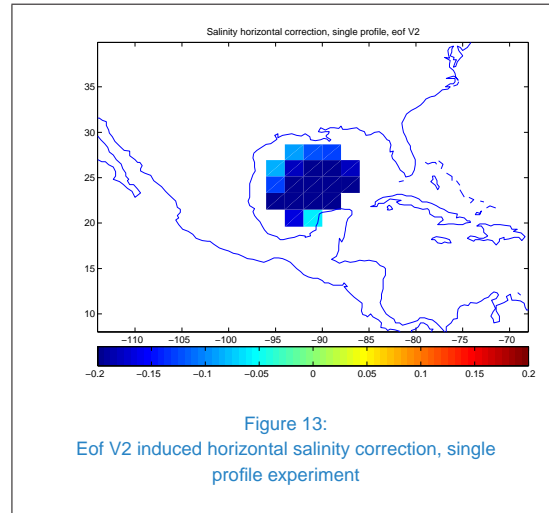 Salinity horizontal correction, single profile, eof V2
35
30
25
20
15
10
−110 −105 −100 −95 −90 −85 −80 −75 −70
−0.2 −0.15 −0.1 −0.05 0 0.05 0.1 0.15 0.2
Figure 13:
Eof V2 induced horizontal salinity correction, single
profile experiment